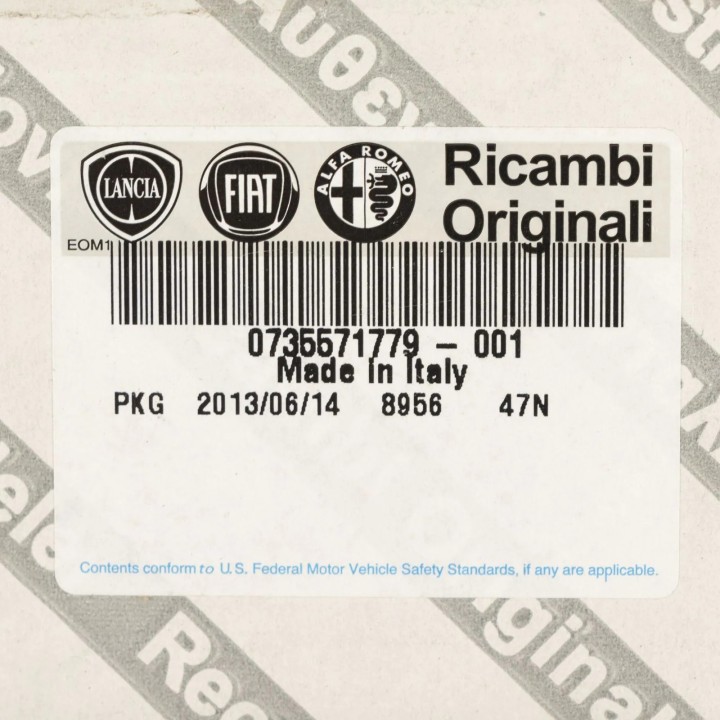 Αυθεν
LANCIA
FIAT
ALFA ROMEO
Ricambi
Originali
EOM1
0735571779 – 001
Made in Italy
PKG 2013/06/14 8956 47N
Contents conform to U.S. Federal Motor Vehicle Safety Standards, if any are applicable.